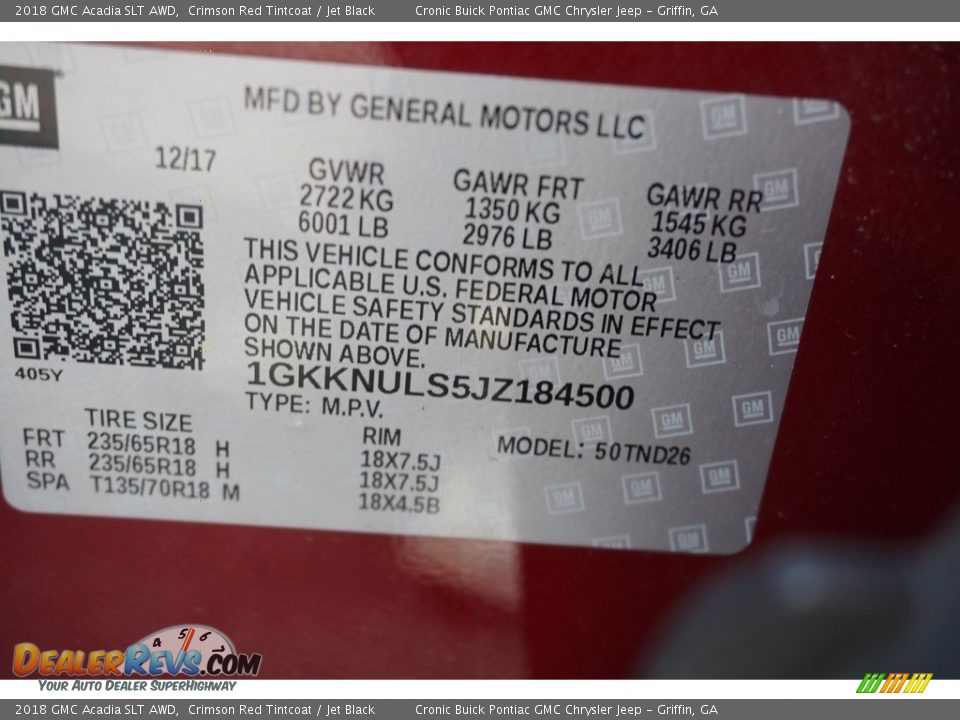 2018 GMC Acadia SLT AWD, Crimson Red Tintcoat / Jet Black Cronic Buick Pontiac GMC Chrysler Jeep - Griffin, GA
GM
MFD BY GENERAL MOTORS LLC
12/17
GVWR GAWR FRT GAWR RR
2722 KG 1350 KG 1545 KG
6001 LB 2976 LB 3406 LB
THIS VEHICLE CONFORMS TO ALL
APPLICABLE U.S. FEDERAL MOTOR
VEHICLE SAFETY STANDARDS IN EFFECT
ON THE DATE OF MANUFACTURE
SHOWN ABOVE.
405Y
1GKKNULS5JZ184500
TYPE: M.P.V.
TIRE SIZE RIM MODEL: 50TND26
FRT 235/65R18 H 18X7.5J
RR 235/65R18 H 18X7.5J
SPA T135/70R18 M 18X4.5B
4 5 6
DEALERREVS.COM
YOUR AUTO DEALER SUPERHIGHWAY
2018 GMC Acadia SLT AWD, Crimson Red Tintcoat / Jet Black Cronic Buick Pontiac GMC Chrysler Jeep - Griffin, GA